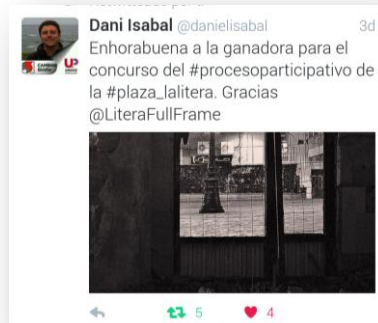 Dani Isabal @danielisabal 3d
Enhorabuena a la ganadora para el
concurso del #procesoparticipativo de
la #plaza_lalitera. Gracias
@LiteraFullFrame
5 4